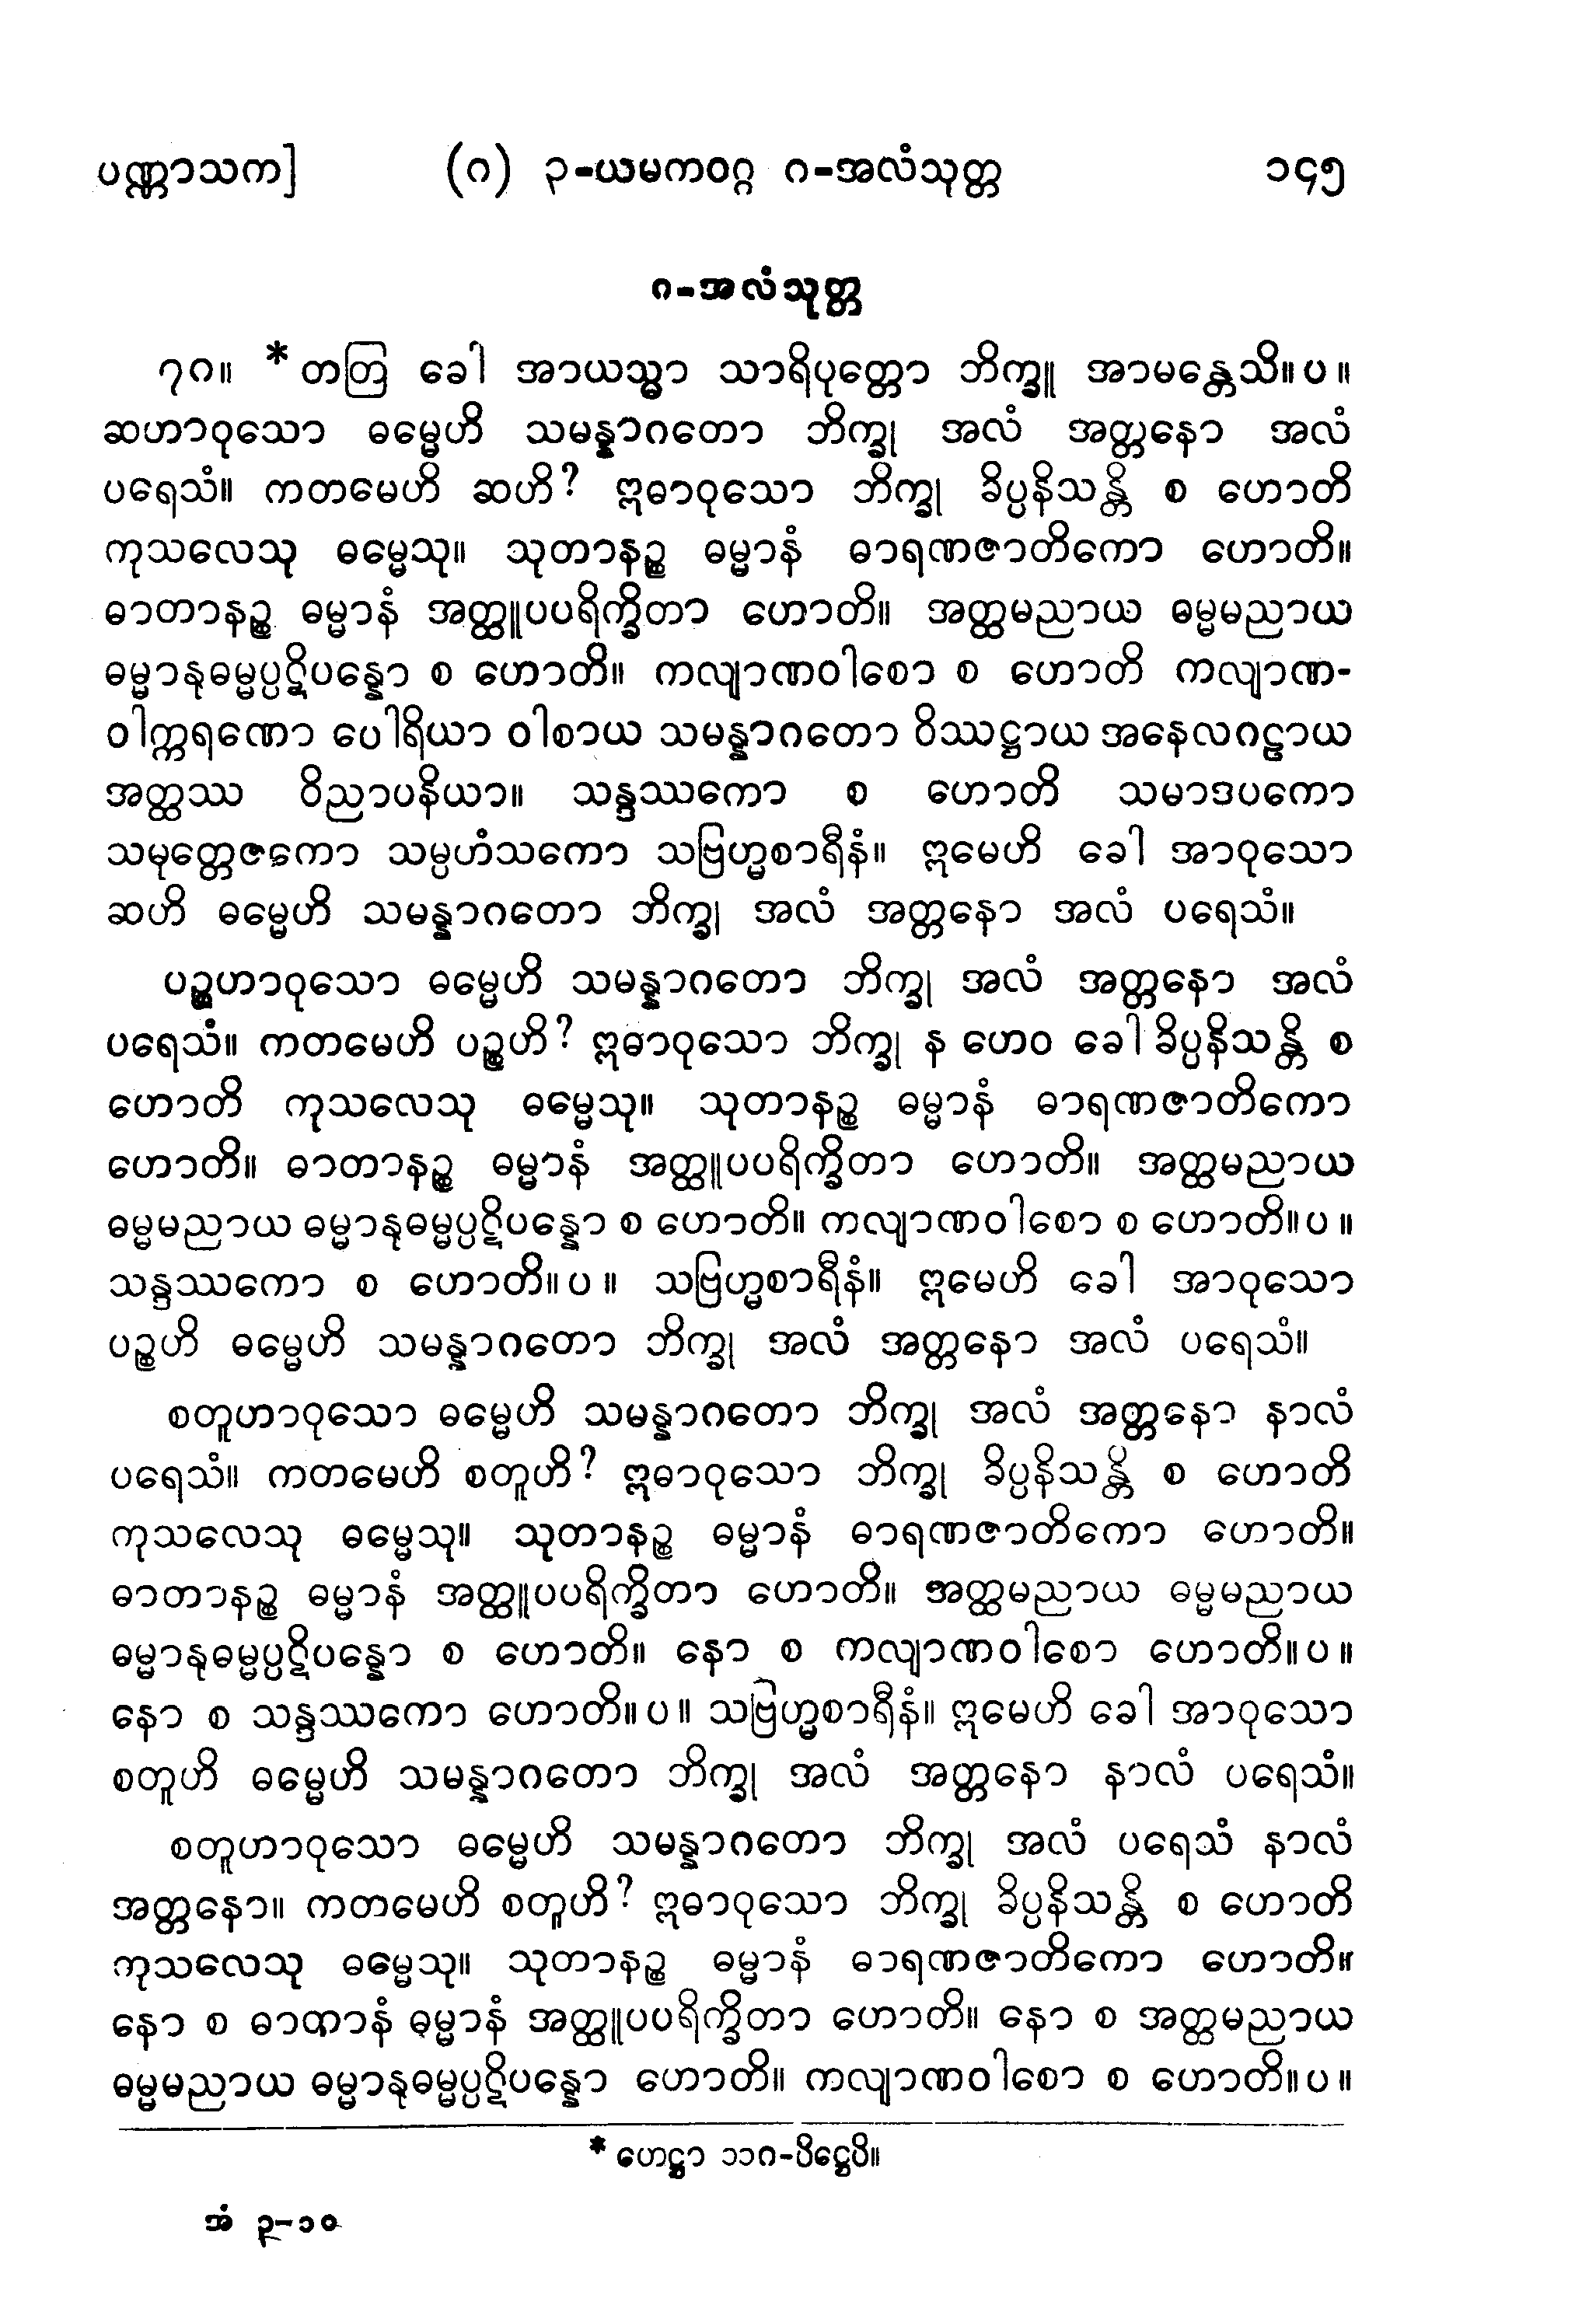 ပဏ္ဏာသက] (၈) ၃-ယမကဝဂ္ဂ ၈-အလံသုတ္တ ၁၄၅
၈-အလံသုတ္တ
၇၈။ * တတြ ခေါ အာယသ္မာ သာရိပုတ္တော ဘိက္ခူ အာမန္တေသိ။ပ။
ဆဟာဝုသော ဓမ္မေဟိ သမန္နာဂတော ဘိက္ခု အလံ အတ္တနော အလံ
ပရေသံ။ ကတမေဟိ ဆဟိ? ဣဓာဝုသော ဘိက္ခု ခိပ္ပနိသန္တိ စ ဟောတိ
ကုသလေသု ဓမ္မေသု။ သုတာနဉ္စ ဓမ္မာနံ ဓာရဏဇာတိကော ဟောတိ။
ဓာတာနဉ္စ ဓမ္မာနံ အတ္ထူပပရိက္ခိတာ ဟောတိ။ အတ္ထမညာယ ဓမ္မမညာယ
ဓမ္မာနုဓမ္မပ္ပဋိပန္နော စ ဟောတိ။ ကလျာဏဝါစော စ ဟောတိ ကလျာဏ-
ဝါက္ကရဏော ပေါရိယာ ဝါစာယ သမန္နာဂတော ဝိဿဋ္ဌာယ အနေလဂဠာယ
အတ္ထဿ ဝိညာပနိယာ။ သန္ဒဿကော စ ဟောတိ သမာဒပကော
သမုတ္တေဇကော သမ္ပဟံသကော သဗြဟ္မစာရီနံ။ ဣမေဟိ ခေါ အာဝုသော
ဆဟိ ဓမ္မေဟိ သမန္နာဂတော ဘိက္ခု အလံ အတ္တနော အလံ ပရေသံ။
ပဉ္စဟာဝုသော ဓမ္မေဟိ သမန္နာဂတော ဘိက္ခု အလံ အတ္တနော အလံ
ပရေသံ။ ကတမေဟိ ပဉ္စဟိ? ဣဓာဝုသော ဘိက္ခု န ဟေဝ ခေါ ခိပ္ပနိသန္တိ စ
ဟောတိ ကုသလေသု ဓမ္မေသု။ သုတာနဉ္စ ဓမ္မာနံ ဓာရဏဇာတိကော
ဟောတိ။ ဓာတာနဉ္စ ဓမ္မာနံ အတ္ထူပပရိက္ခိတာ ဟောတိ။ အတ္ထမညာယ
ဓမ္မမညာယ ဓမ္မာနုဓမ္မပ္ပဋိပန္နော စ ဟောတိ။ ကလျာဏဝါစော စ ဟောတိ။ပ။
သန္ဒဿကော စ ဟောတိ။ပ။ သဗြဟ္မစာရီနံ။ ဣမေဟိ ခေါ အာဝုသော
ပဉ္စဟိ ဓမ္မေဟိ သမန္နာဂတော ဘိက္ခု အလံ အတ္တနော အလံ ပရေသံ။
စတူဟာဝုသော ဓမ္မေဟိ သမန္နာဂတော ဘိက္ခု အလံ အတ္တနော နာလံ
ပရေသံ။ ကတမေဟိ စတူဟိ? ဣဓာဝုသော ဘိက္ခု ခိပ္ပနိသန္တိ စ ဟောတိ
ကုသလေသု ဓမ္မေသု။ သုတာနဉ္စ ဓမ္မာနံ ဓာရဏဇာတိကော ဟောတိ။
ဓာတာနဉ္စ ဓမ္မာနံ အတ္ထူပပရိက္ခိတာ ဟောတိ။ အတ္ထမညာယ ဓမ္မမညာယ
ဓမ္မာနုဓမ္မပ္ပဋိပန္နော စ ဟောတိ။ နော စ ကလျာဏဝါစော ဟောတိ။ပ။
နော စ သန္ဒဿကော ဟောတိ။ပ။ သဗြဟ္မစာရီနံ။ ဣမေဟိ ခေါ အာဝုသော
စတူဟိ ဓမ္မေဟိ သမန္နာဂတော ဘိက္ခု အလံ အတ္တနော နာလံ ပရေသံ။
စတူဟာဝုသော ဓမ္မေဟိ သမန္နာဂတော ဘိက္ခု အလံ ပရေသံ နာလံ
အတ္တနော။ ကတမေဟိ စတူဟိ? ဣဓာဝုသော ဘိက္ခု ခိပ္ပနိသန္တိ စ ဟောတိ
ကုသလေသု ဓမ္မေသု။ သုတာနဉ္စ ဓမ္မာနံ ဓာရဏဇာတိကော ဟောတိ။
နော စ ဓာတာနံ ဓမ္မာနံ အတ္ထူပပရိက္ခိတာ ဟောတိ။ နော စ အတ္ထမညာယ
ဓမ္မမညာယ ဓမ္မာနုဓမ္မပ္ပဋိပန္နော ဟောတိ။ ကလျာဏဝါစော စ ဟောတိ။ပ။
* ဟေဋ္ဌာ ၁၁၈-ပိဋ္ဌေပိ။
အံ ၃-၁၀